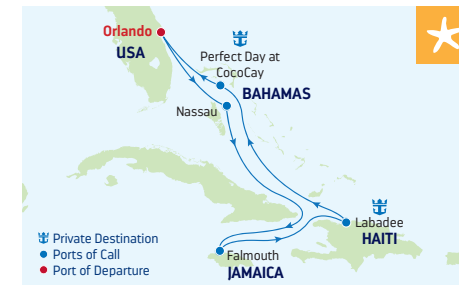 Orlando
USA
Perfect Day at
CocoCay
BAHAMAS
Nassau
Labadee
HAITI
Falmouth
JAMAICA
Private Destination
Ports of Call
Port of Departure